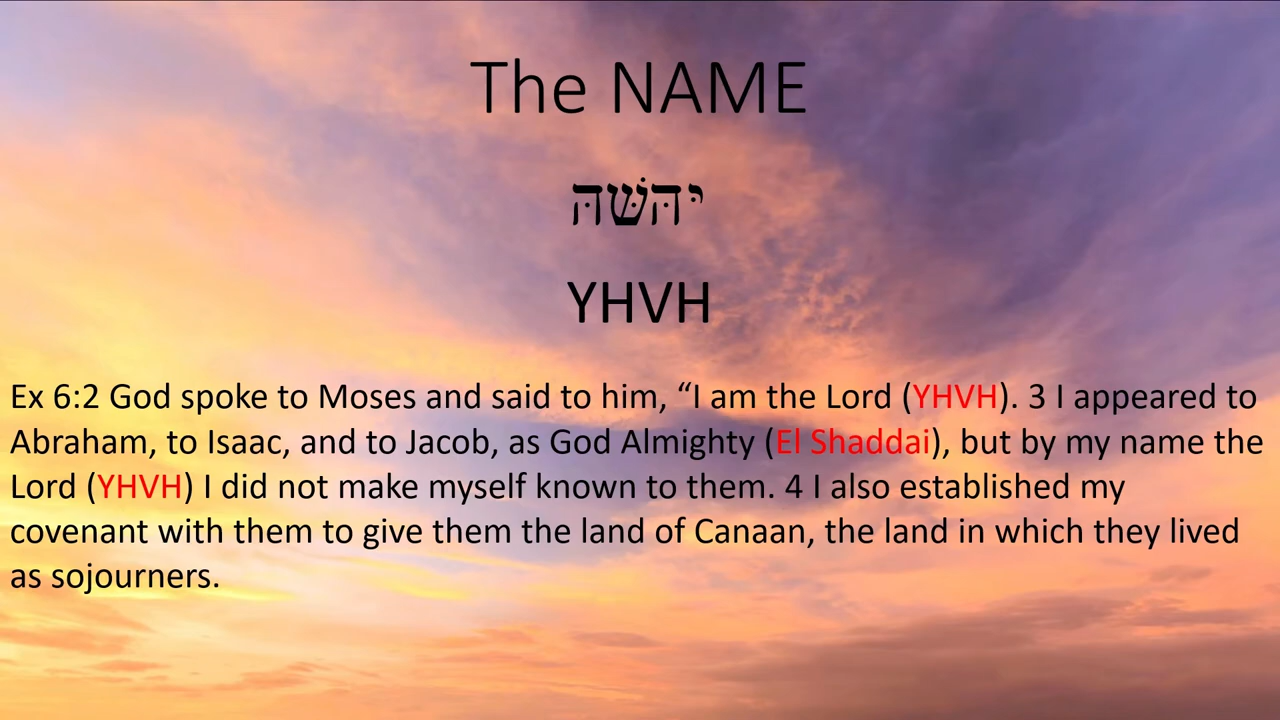 The NAME
יּהּשּׁהּ
YHVH
Ex 6:2 God spoke to Moses and said to him, “I am the Lord (YHVH). 3 I appeared to
Abraham, to Isaac, and to Jacob, as God Almighty (El Shaddai), but by my name the
Lord (YHVH) I did not make myself known to them. 4 I also established my
covenant with them to give them the land of Canaan, the land in which they lived
as sojourners.